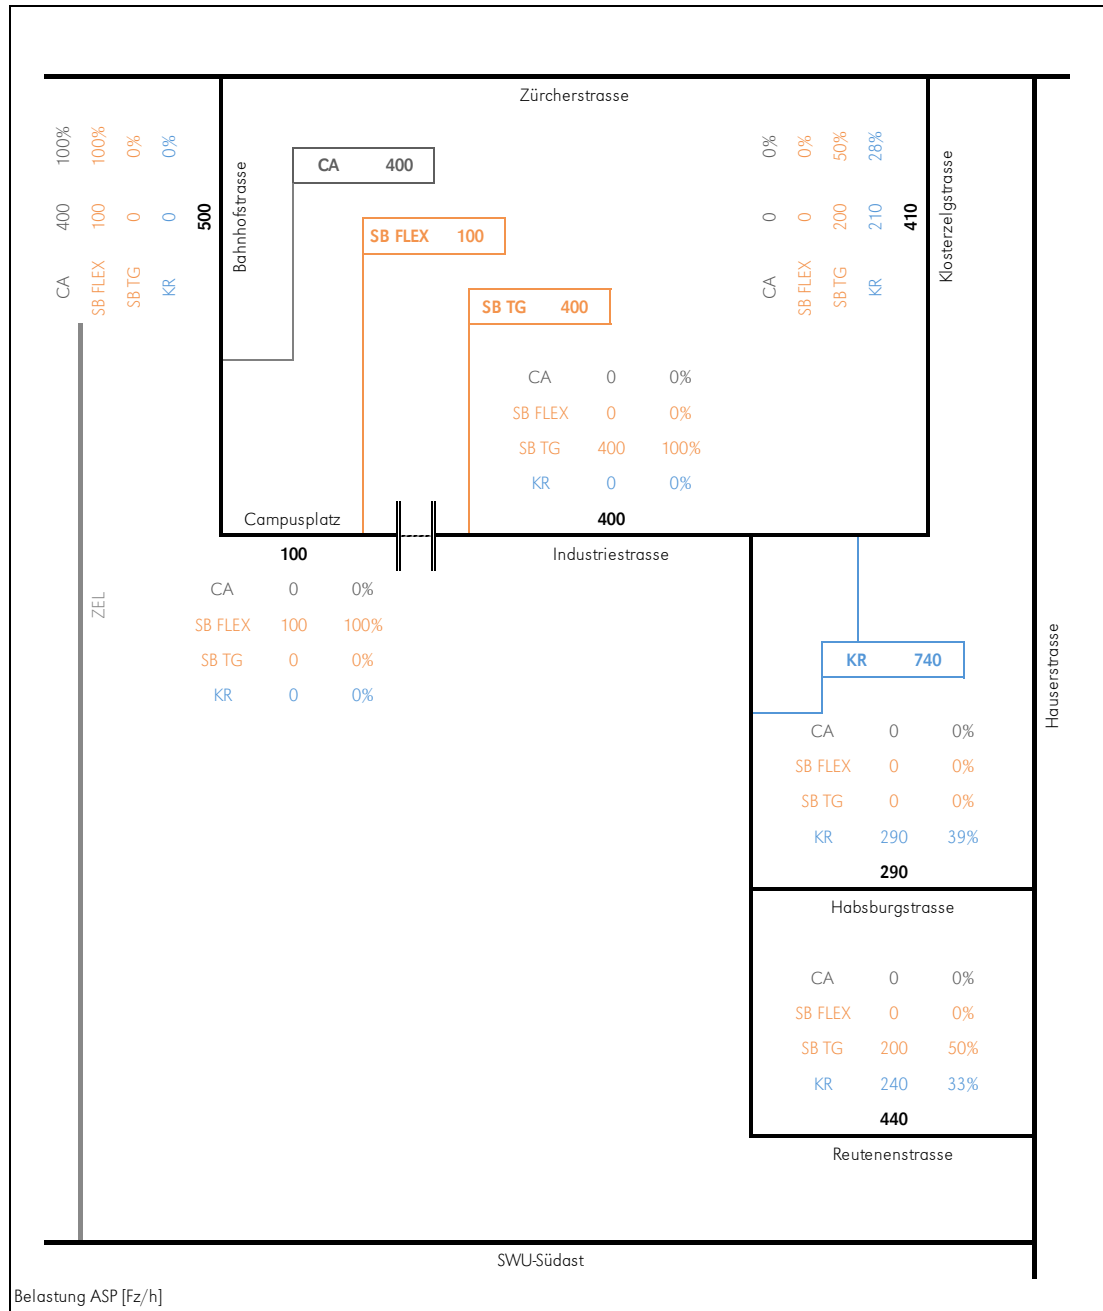 Zürcherstrasse
100% 100% 0% 0%
400 100 0 0 500
CA SB FLEX SB TG KR
Bahnhofstrasse
CA 400
SB FLEX 100
SB TG 400
0% 0% 50% 28%
0 0 200 210 410
CA SB FLEX SB TG KR
Klosterzelgstrasse
CA 0 0%
SB FLEX 0 0%
SB TG 400 100%
KR 0 0%
400
Campusplatz
Industriestrasse
100
CA 0 0%
SB FLEX 100 100%
SB TG 0 0%
KR 0 0%
ZEL
KR 740
Hauserstrasse
CA 0 0%
SB FLEX 0 0%
SB TG 0 0%
KR 290 39%
290
Habsburgstrasse
CA 0 0%
SB FLEX 0 0%
SB TG 200 50%
KR 240 33%
440
Reutenenstrasse
SWU-Südast
Belastung ASP [Fz/h]